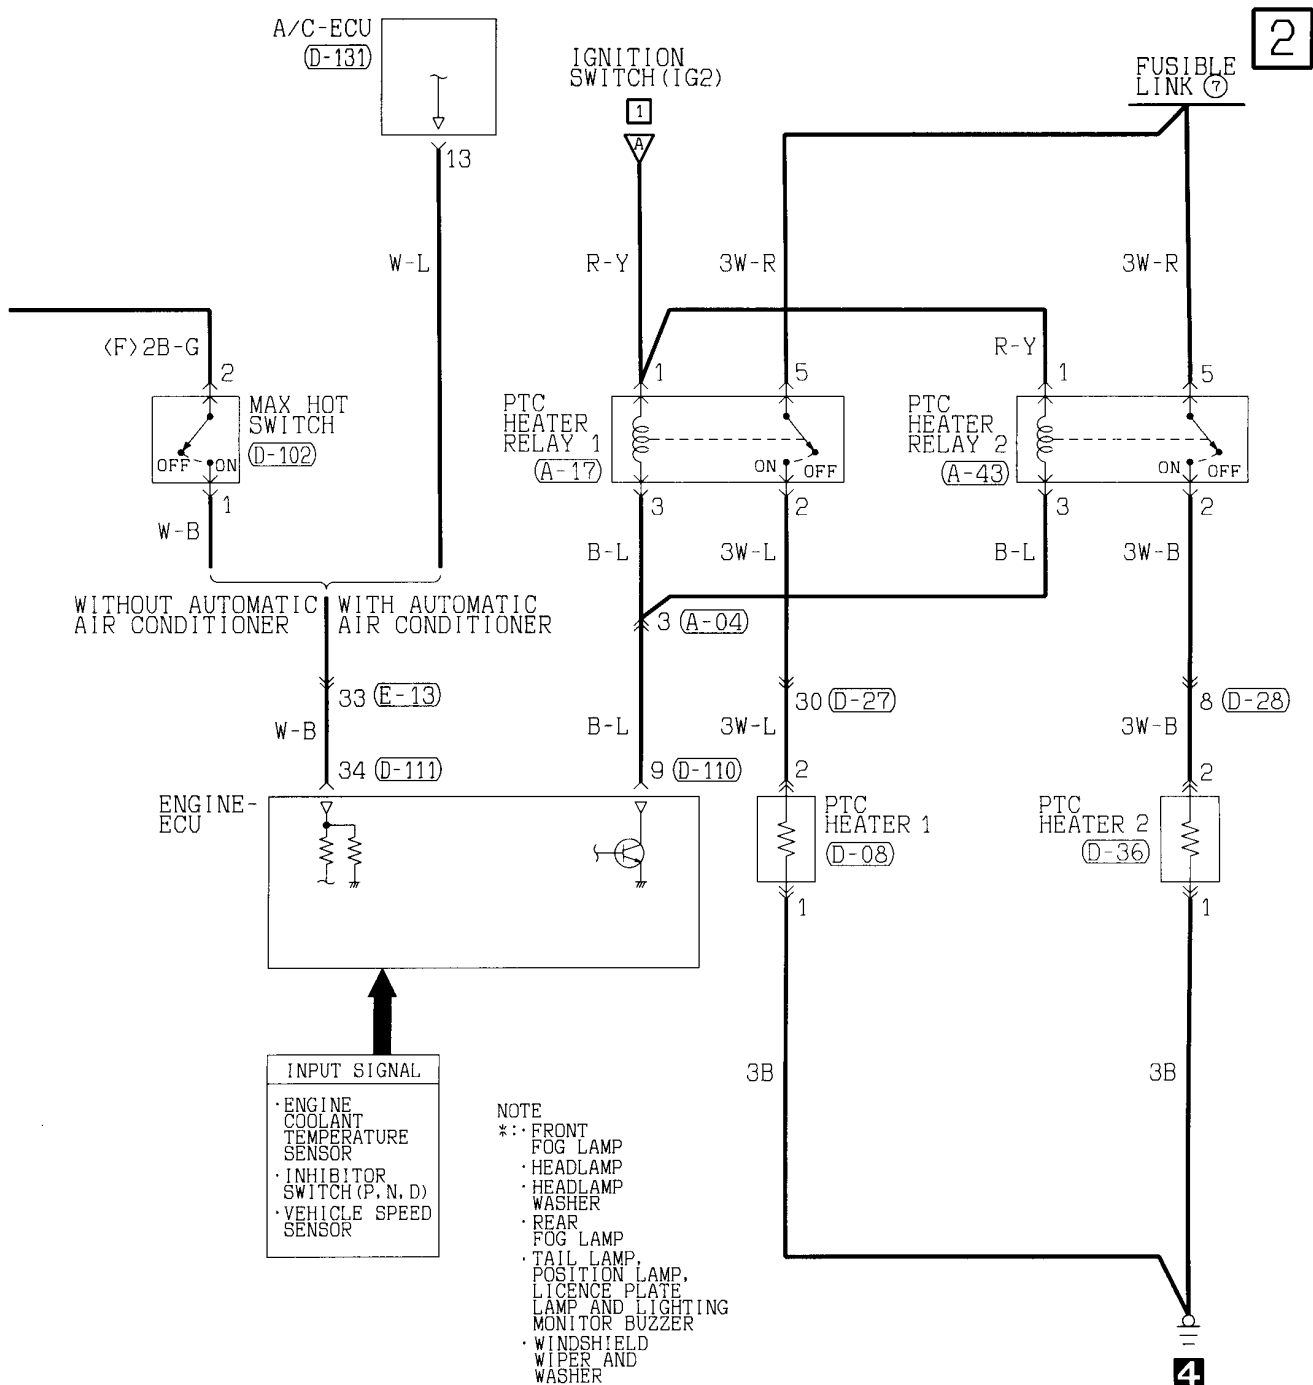 2
A/C-ECU
(D-131)
IGNITION
SWITCH(IG2)
1
A
FUSIBLE
LINK 7
13
W-L
R-Y
3W-R
3W-R
<F>2B-G
R-Y
2
1
5
1
5
MAX HOT
SWITCH
(D-102)
OFF
ON
PTC
HEATER
RELAY 1
(A-17)
ON
OFF
PTC
HEATER
RELAY 2
(A-43)
ON
OFF
1
3
2
3
2
W-B
B-L
3W-L
B-L
3W-B
WITHOUT AUTOMATIC
AIR CONDITIONER
WITH AUTOMATIC
AIR CONDITIONER
3 (A-04)
33 (E-13)
30 (D-27)
8 (D-28)
W-B
B-L
3W-L
3W-B
34 (D-111)
9 (D-110)
2
2
ENGINE-
ECU
PTC
HEATER 1
(D-08)
PTC
HEATER 2
(D-36)
1
1
INPUT SIGNAL
·ENGINE
COOLANT
TEMPERATURE
SENSOR
·INHIBITOR
SWITCH(P,N,D)
·VEHICLE SPEED
SENSOR
3B
3B
NOTE
*:·FRONT
FOG LAMP
·HEADLAMP
·HEADLAMP
WASHER
·REAR
FOG LAMP
·TAIL LAMP,
POSITION LAMP,
LICENCE PLATE
LAMP AND LIGHTING
MONITOR BUZZER
·WINDSHIELD
WIPER AND
WASHER
4